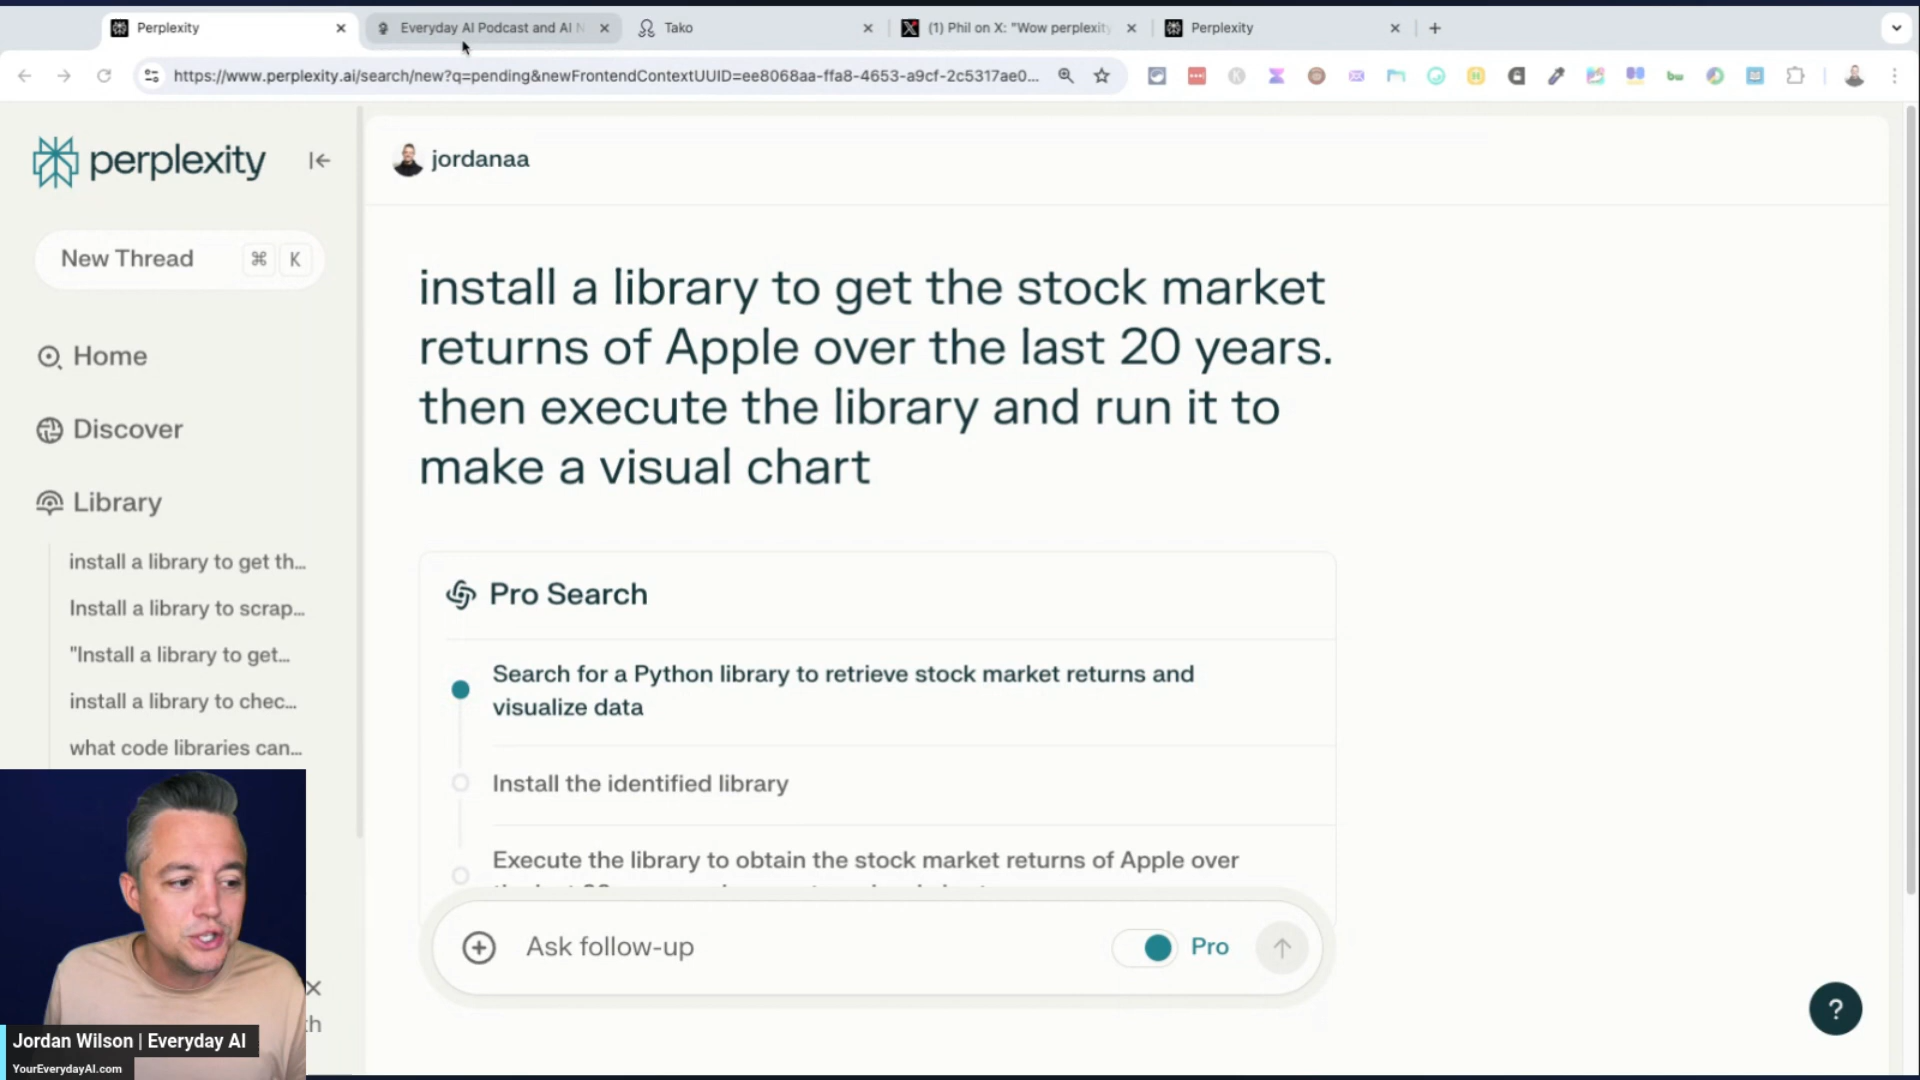 Perplexity
Everyday AI Podcast and AI N
Tako
(1) Phil on X: "Wow perplexity
Perplexity
https://www.perplexity.ai/search/new?q=pending&newFrontendContextUUID=ee8068aa-ffa8-4653-a9cf-2c5317ae0...
perplexity
jordanaa
New Thread
⌘ K
Home
Discover
Library
install a library to get th...
Install a library to scrap...
"Install a library to get...
install a library to chec...
what code libraries can...
install a library to get the stock market
returns of Apple over the last 20 years.
then execute the library and run it to
make a visual chart
Pro Search
Search for a Python library to retrieve stock market returns and
visualize data
Install the identified library
Execute the library to obtain the stock market returns of Apple over
Ask follow-up
Pro
?
Jordan Wilson | Everyday AI
YourEverydayAI.com